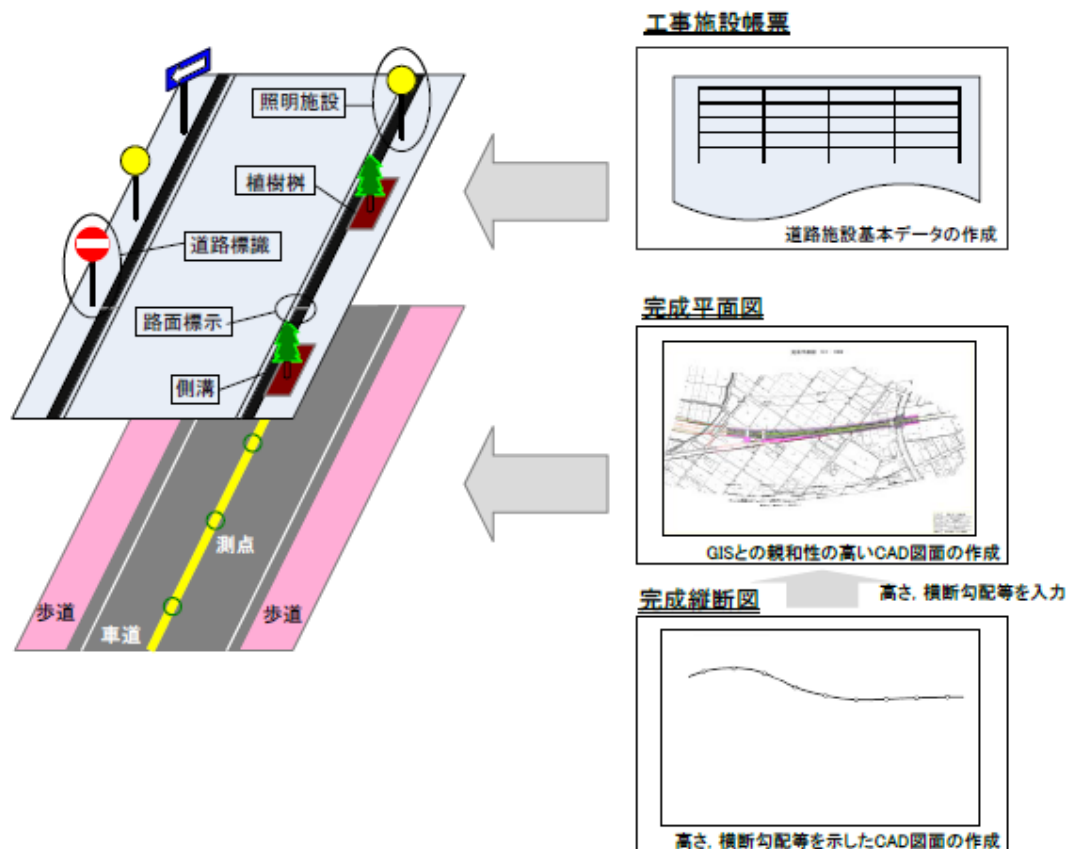 工事施設帳票
照明施設
植樹桝
道路標識
路面標示
側溝
道路施設基本データの作成
完成平面図
GISとの親和性の高いCAD図面の作成
測点
歩道
車道
歩道
高さ，横断勾配等を入力
完成縦断図
高さ，横断勾配等を示したCAD図面の作成